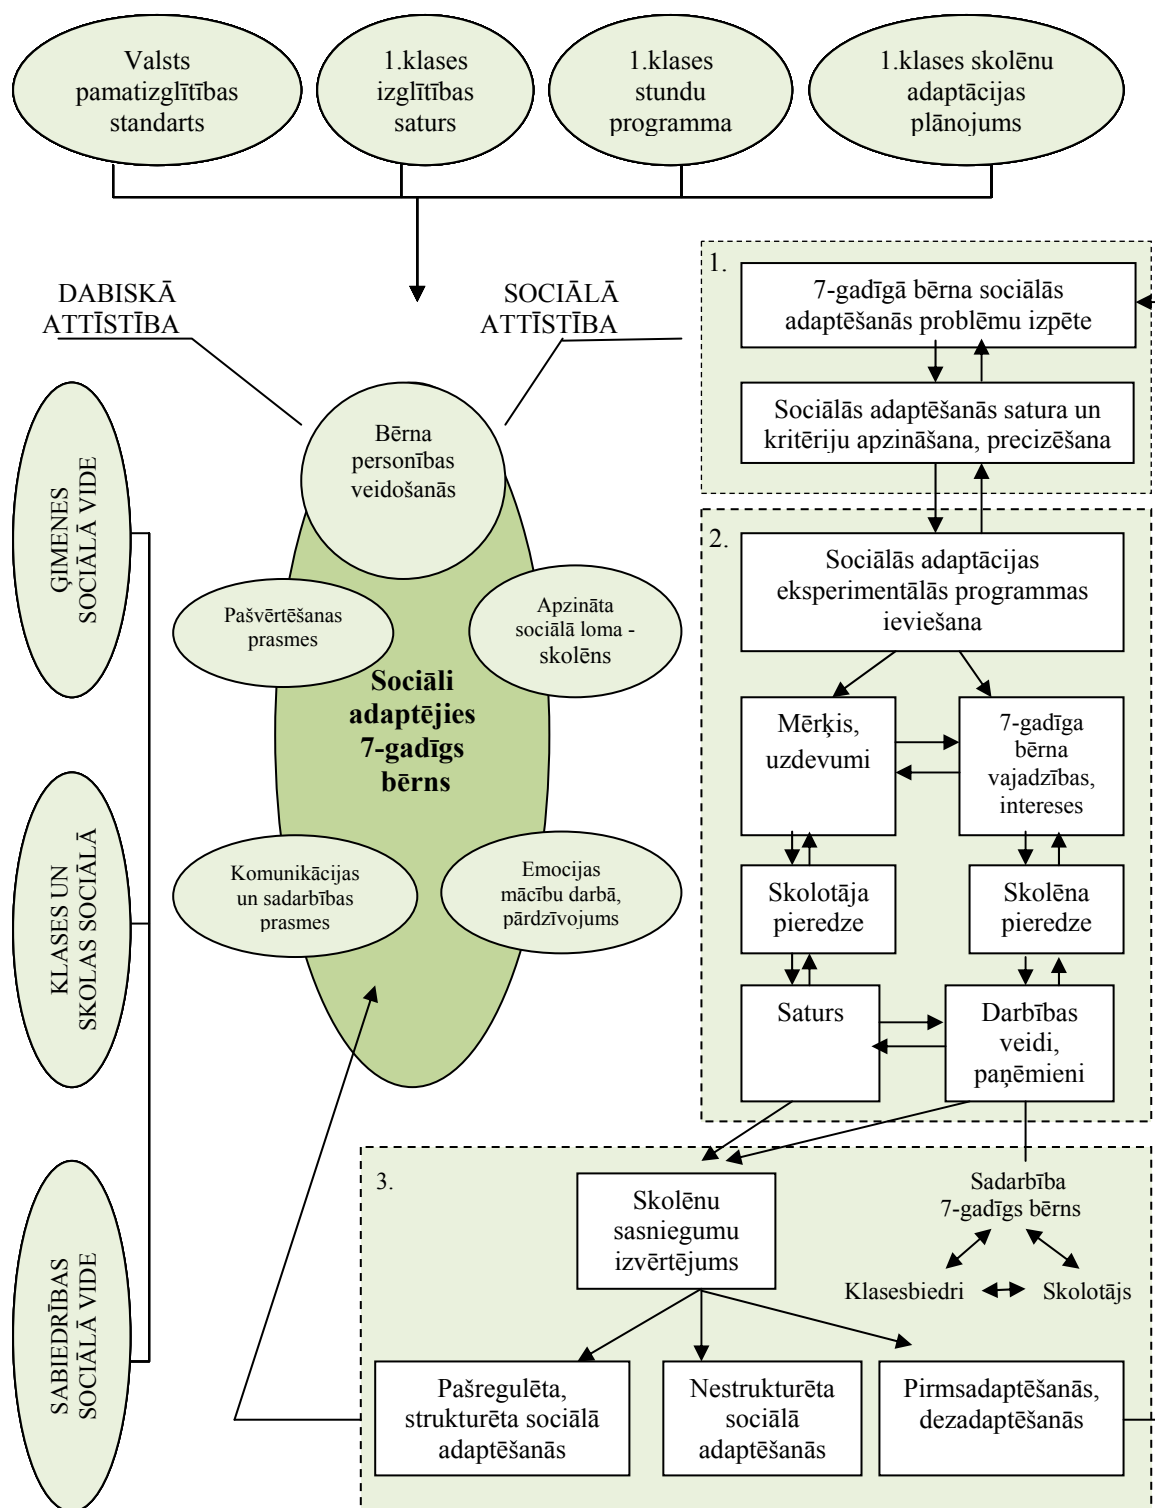 Valsts
pamatizglītības
standarts
1.klases
izglītības
saturs
1.klases
stundu
programma
1.klases skolēnu
adaptācijas
plānojums
DABISKĀ
ATTĪSTĪBA
SOCIĀLĀ
ATTĪSTĪBA
ĢIMENES
SOCIĀLĀ VIDE
KLASES UN
SKOLAS SOCIĀLĀ
SABIEDRĪBAS
SOCIĀLĀ VIDE
Bērna
personības
veidošanās
Pašvērtēšanas
prasmes
Apzināta
sociālā loma -
skolēns
Sociāli
adaptējies
7-gadīgs
bērns
Komunikācijas
un sadarbības
prasmes
Emocijas
mācību darbā,
pārdzīvojums
1.
7-gadīgā bērna sociālās
adaptēšanās problēmu izpēte
Sociālās adaptēšanās satura un
kritēriju apzināšana, precizēšana
2.
Sociālās adaptācijas
eksperimentālās programmas
ieviešana
Mērķis,
uzdevumi
7-gadīga
bērna
vajadzības,
intereses
Skolotāja
pieredze
Skolēna
pieredze
Saturs
Darbības
veidi,
paņēmieni
3.
Skolēnu
sasniegumu
izvērtējums
Sadarbība
7-gadīgs bērns
Klasesbiedri
Skolotājs
Pašregulēta,
strukturēta sociālā
adaptēšanās
Nestrukturēta
sociālā
adaptēšanās
Pirmsadaptēšanās,
dezadaptēšanās